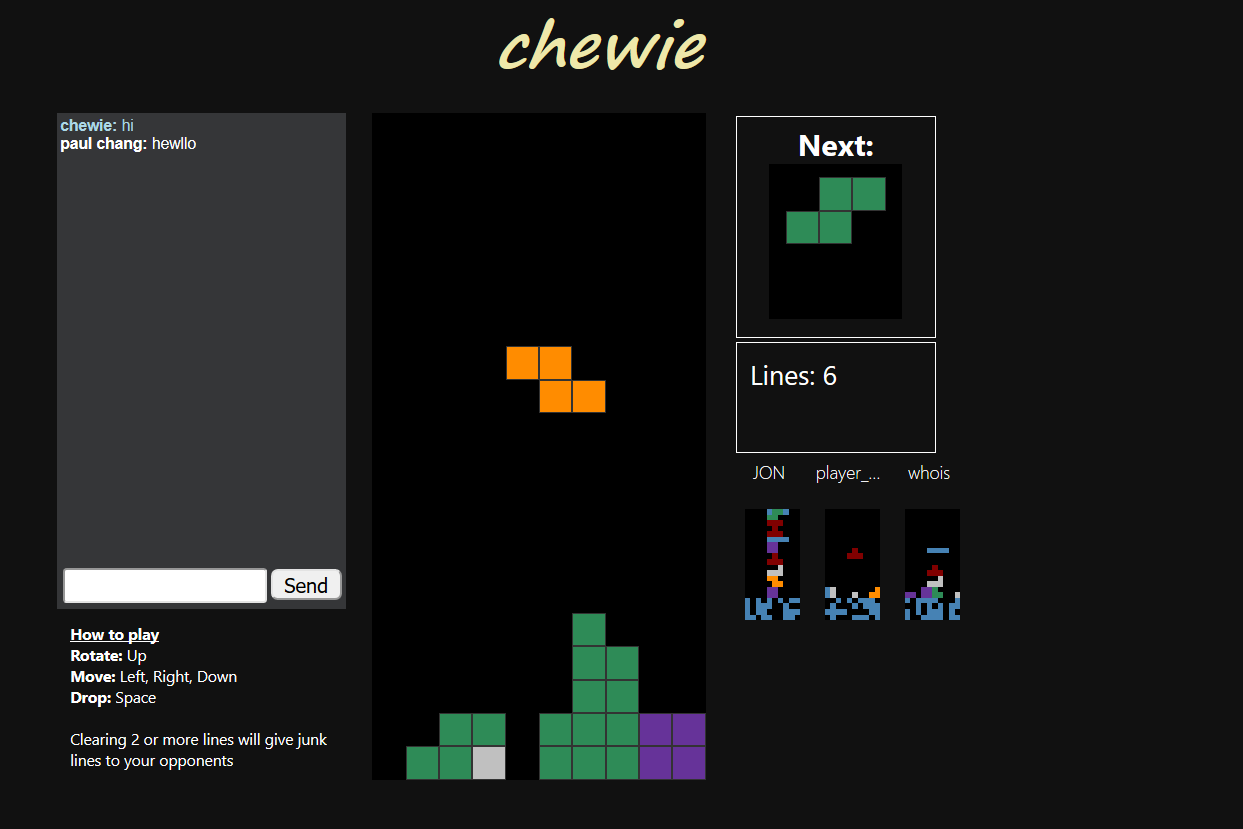 chewie
chewie: hi
paul chang: hewllo
Send
How to play
Rotate: Up
Move: Left, Right, Down
Drop: Space
Clearing 2 or more lines will give junk
lines to your opponents
Next:
Lines: 6
JON
player_...
whois